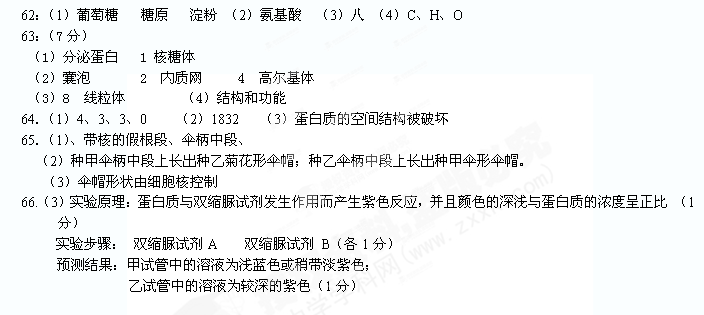 62：（1）葡萄糖 糖原 淀粉 （2）氨基酸 （3）八 （4）C、H、O
63：（7分）
（1）分泌蛋白 1 核糖体
（2）囊泡 2 内质网 4 高尔基体
（3）8 线粒体 （4）结构和功能
64．（1）4、3、3、0 （2）1832 （3）蛋白质的空间结构被破坏
65．（1）、带核的假根段、伞柄中段、
（2）种甲伞柄中段上长出种乙菊花形伞帽；种乙伞柄中段上长出种甲伞形伞帽。
（3）伞帽形状由细胞核控制
66．（3）实验原理：蛋白质与双缩脲试剂发生作用而产生紫色反应，并且颜色的深浅与蛋白质的浓度呈正比 （1
分）
实验步骤： 双缩脲试剂 A 双缩脲试剂 B（各1分）
预测结果：甲试管中的溶液为浅蓝色或稍带淡紫色；
乙试管中的溶液为较深的紫色（1分）